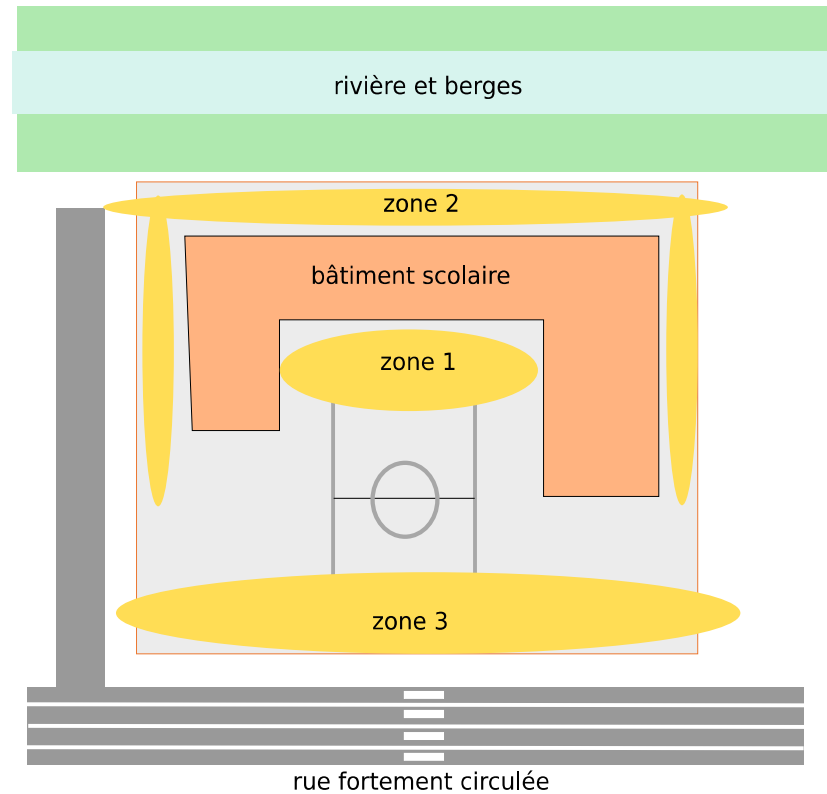 rivière et berges
zone 2
bâtiment scolaire
zone 1
zone 3
rue fortement circulée